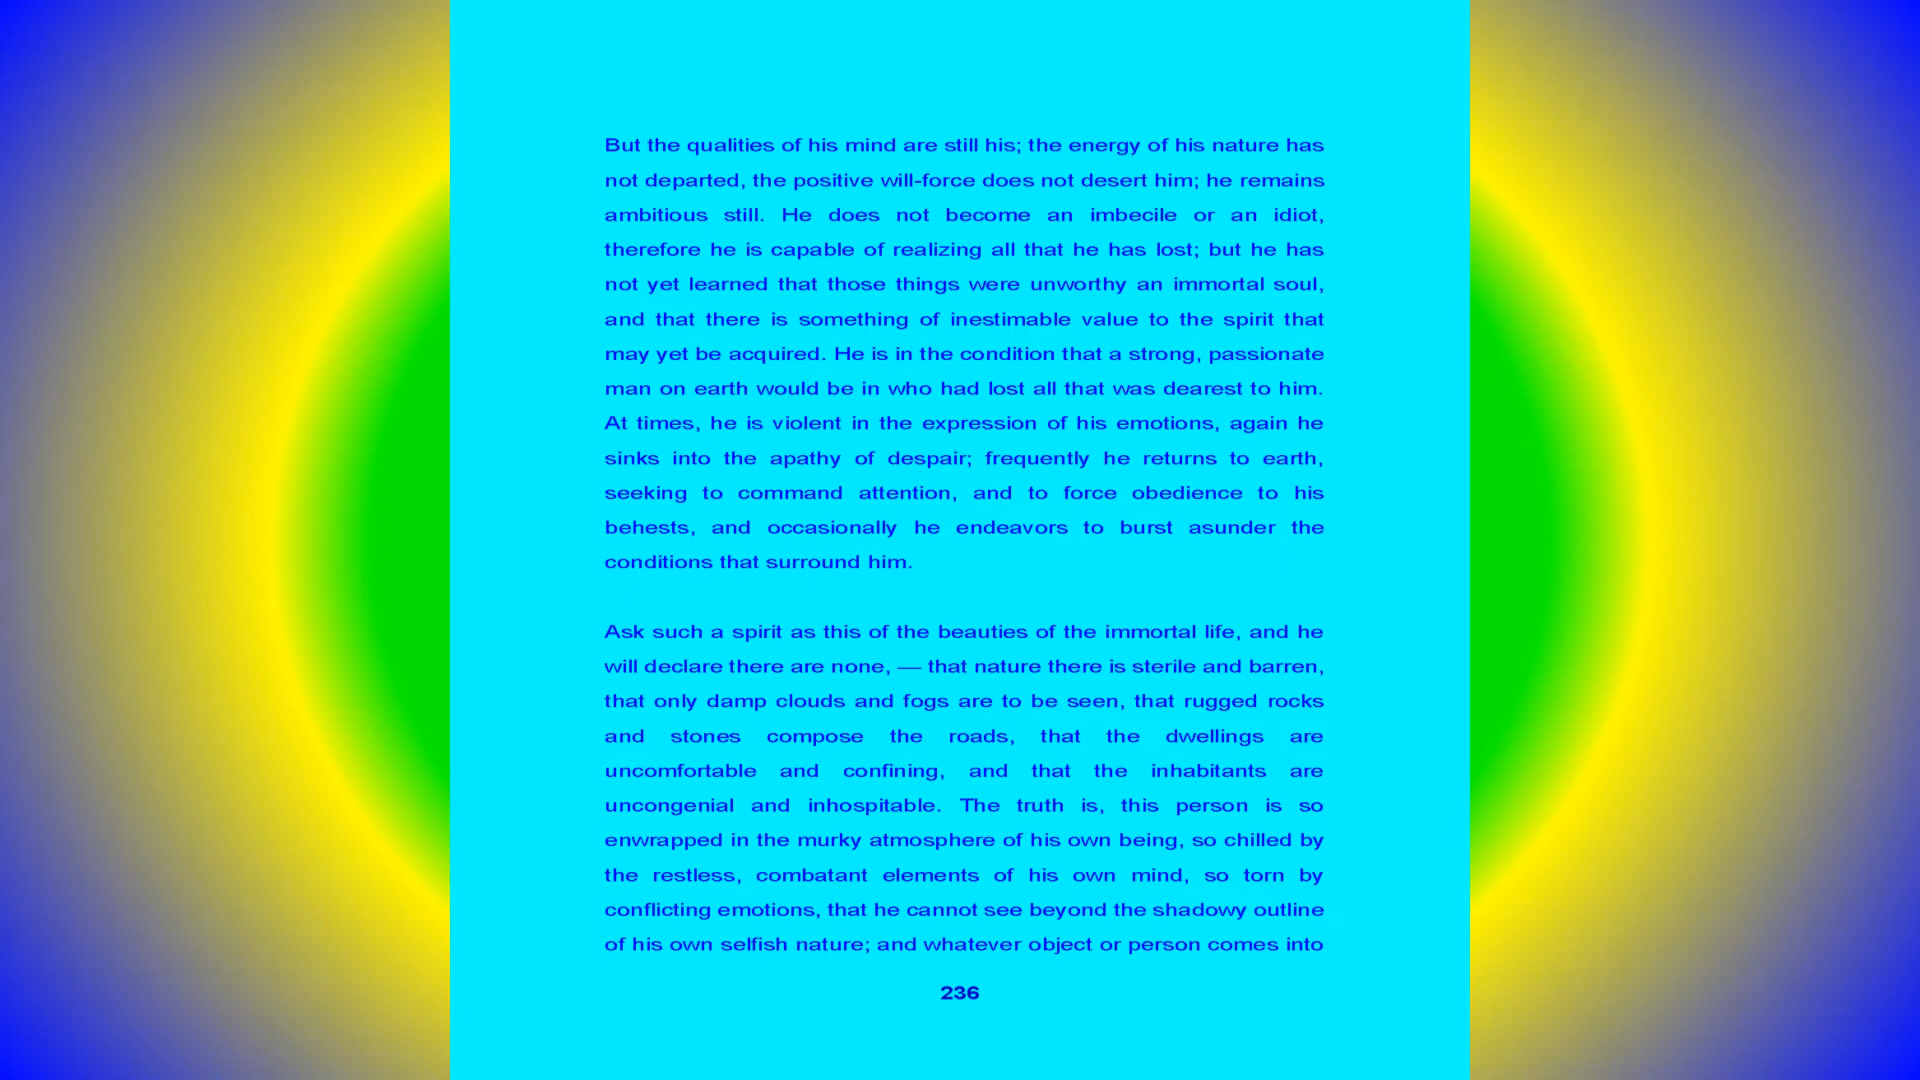 But the qualities of his mind are still his; the energy of his nature has
not departed, the positive will-force does not desert him; he remains
ambitious still. He does not become an imbecile or an idiot,
therefore he is capable of realizing all that he has lost; but he has
not yet learned that those things were unworthy an immortal soul,
and that there is something of inestimable value to the spirit that
may yet be acquired. He is in the condition that a strong, passionate
man on earth would be in who had lost all that was dearest to him.
At times, he is violent in the expression of his emotions, again he
sinks into the apathy of despair; frequently he returns to earth,
seeking to command attention, and to force obedience to his
behests, and occasionally he endeavors to burst asunder the
conditions that surround him.
Ask such a spirit as this of the beauties of the immortal life, and he
will declare there are none, — that nature there is sterile and barren,
that only damp clouds and fogs are to be seen, that rugged rocks
and stones compose the roads, that the dwellings are
uncomfortable and confining, and that the inhabitants are
uncongenial and inhospitable. The truth is, this person is so
enwrapped in the murky atmosphere of his own being, so chilled by
the restless, combatant elements of his own mind, so torn by
conflicting emotions, that he cannot see beyond the shadowy outline
of his own selfish nature; and whatever object or person comes into
236